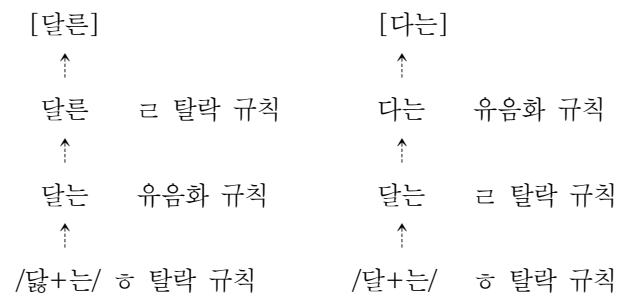 [달른] [다는]
달른 ㄹ 탈락 규칙 다는 유음화 규칙
달는 유음화 규칙 달는 ㄹ 탈락 규칙
/닳+는/ ㅎ 탈락 규칙 /달+는/ ㅎ 탈락 규칙